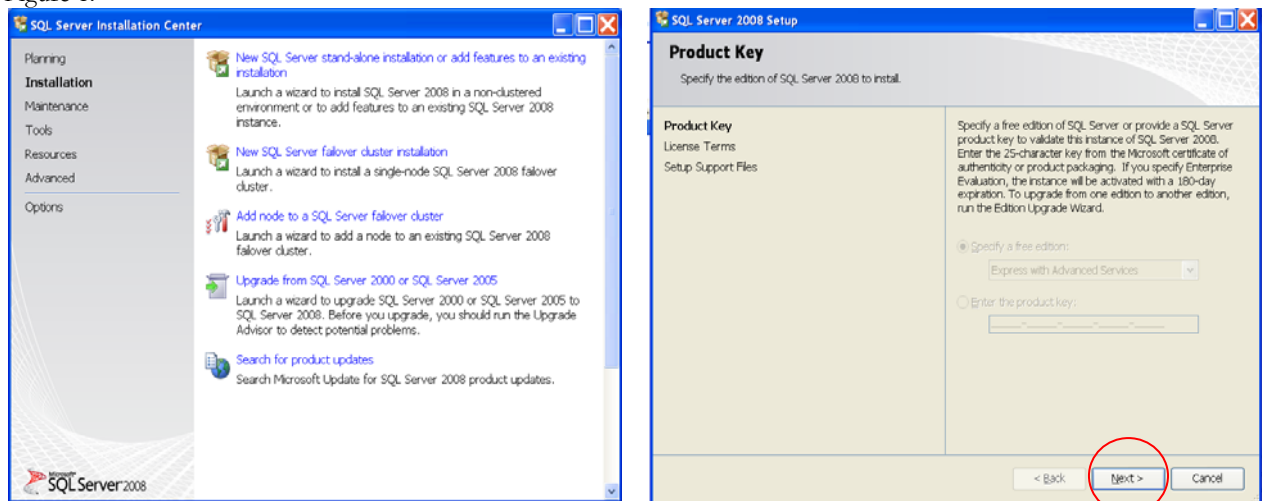 SQL Server Installation Center
Planning
Installation
Maintenance
Tools
Resources
Advanced
Options
New SQL Server stand-alone installation or add features to an existing
installation
Launch a wizard to install SQL Server 2008 in a non-clustered
environment or to add features to an existing SQL Server 2008
instance.
New SQL Server failover cluster installation
Launch a wizard to install a single-node SQL Server 2008 failover
cluster.
Add node to a SQL Server failover cluster
Launch a wizard to add a node to an existing SQL Server 2008
failover cluster.
Upgrade from SQL Server 2000 or SQL Server 2005
Launch a wizard to upgrade SQL Server 2000 or SQL Server 2005 to
SQL Server 2008. Before you upgrade, you should run the Upgrade
Advisor to detect potential problems.
Search for product updates
Search Microsoft Update for SQL Server 2008 product updates.
Microsoft
SQL Server 2008
SQL Server 2008 Setup
Product Key
Specify the edition of SQL Server 2008 to install.
Product Key
License Terms
Setup Support Files
Specify a free edition of SQL Server or provide a SQL Server
product key to validate this instance of SQL Server 2008.
Enter the 25-character key from the Microsoft certificate of
authenticity or product packaging. If you specify Enterprise
Evaluation, the instance will be activated with a 180-day
expiration. To upgrade from one edition to another edition,
run the Edition Upgrade Wizard.
Specify a free edition:
Express with Advanced Services
Enter the product key:
_____-_____-_____-_____-_____
< Back
Next >
Cancel